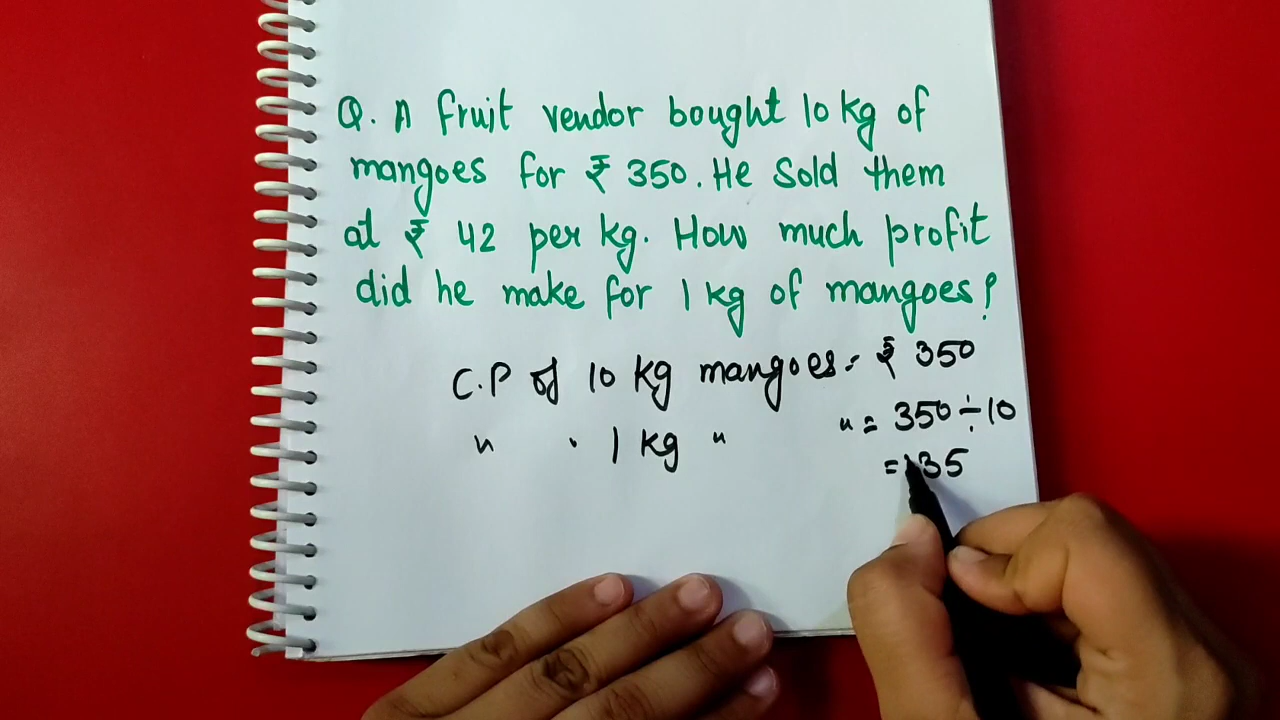 Q. A fruit vendor bought 10 kg of
mangoes for ₹ 350. He sold them
at ₹ 42 per kg. How much profit
did he make for 1 kg of mangoes?
C.P of 10 kg mangoes = ₹ 350
" " 1 kg " " = 350 ÷ 10
= 35